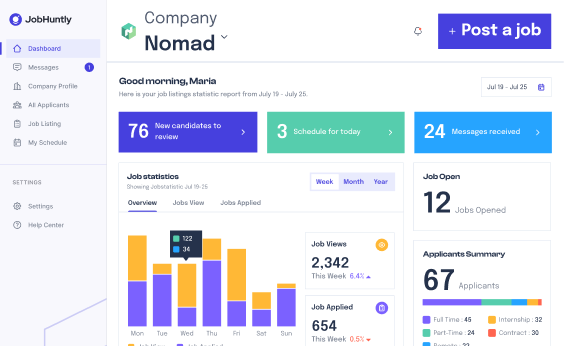 JobHuntly
Dashboard
Messages
1
Company Profile
All Applicants
Job Listing
My Schedule
SETTINGS
Settings
Help Center
Company
Nomad
+ Post a job
Good morning, Maria
Here is your job listings statistic report from July 19 - July 25.
Jul 19 - Jul 25
76 New candidates to review
3 Schedule for today
24 Messages received
Job statistics
Showing Jobstatistic Jul 19-25
Week Month Year
Overview Jobs View Jobs Applied
122
34
Mon Tue Wed Thu Fri Sat Sun
Job View Job Applied
Job Views
2,342
This Week 6.4%
Job Applied
654
This Week 0.5%
Job Open
12 Jobs Opened
Applicants Summary
67 Applicants
Full Time : 45
Internship : 32
Part-Time : 24
Contract : 30
Remote : 22